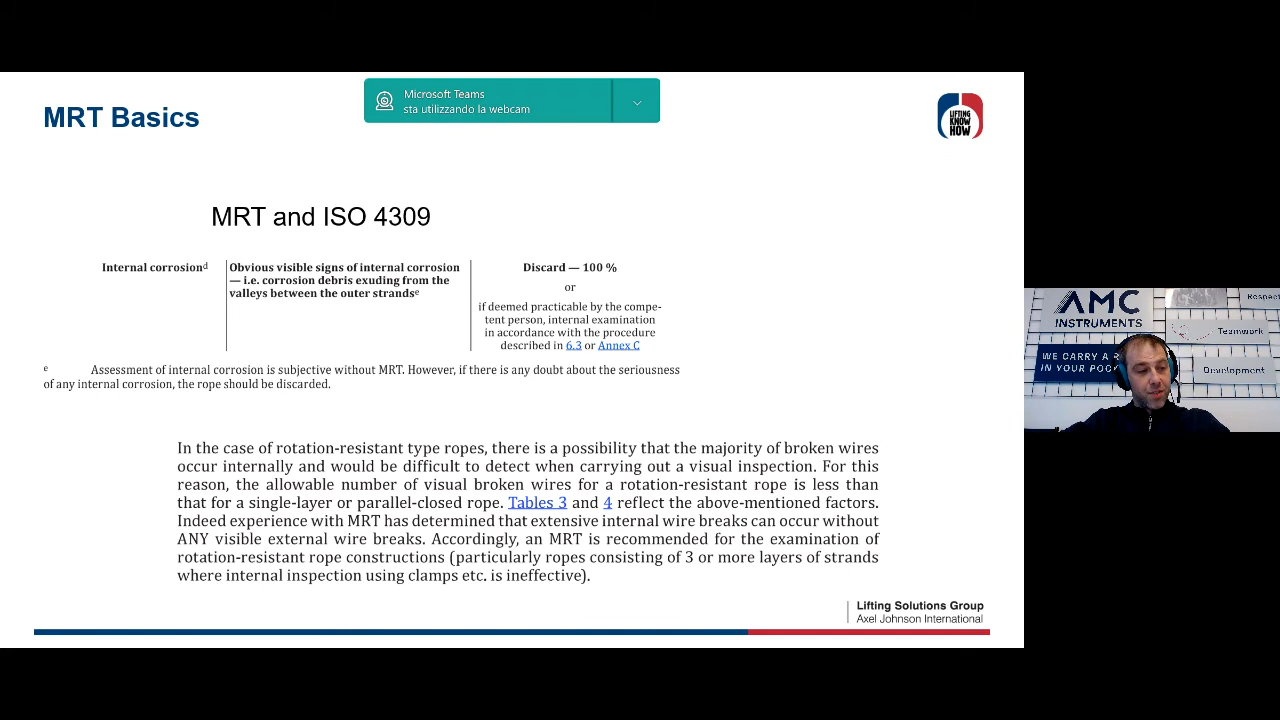 Microsoft Teams
sta utilizzando la webcam
MRT Basics
LIFTING
KNOW
HOW
MRT and ISO 4309
Internal corrosiond
Obvious visible signs of internal corrosion
— i.e. corrosion debris exuding from the
valleys between the outer strandse
Discard — 100 %
or
if deemed practicable by the compe-
tent person, internal examination
in accordance with the procedure
described in 6.3 or Annex C
e Assessment of internal corrosion is subjective without MRT. However, if there is any doubt about the seriousness
of any internal corrosion, the rope should be discarded.
In the case of rotation-resistant type ropes, there is a possibility that the majority of broken wires
occur internally and would be difficult to detect when carrying out a visual inspection. For this
reason, the allowable number of visual broken wires for a rotation-resistant rope is less than
that for a single-layer or parallel-closed rope. Tables 3 and 4 reflect the above-mentioned factors.
Indeed experience with MRT has determined that extensive internal wire breaks can occur without
ANY visible external wire breaks. Accordingly, an MRT is recommended for the examination of
rotation-resistant rope constructions (particularly ropes consisting of 3 or more layers of strands
where internal inspection using clamps etc. is ineffective).
Lifting Solutions Group
Axel Johnson International
AMC
INSTRUMENTS
WE CARRY A
IN YOUR POC
Respec
Teamwork
Development